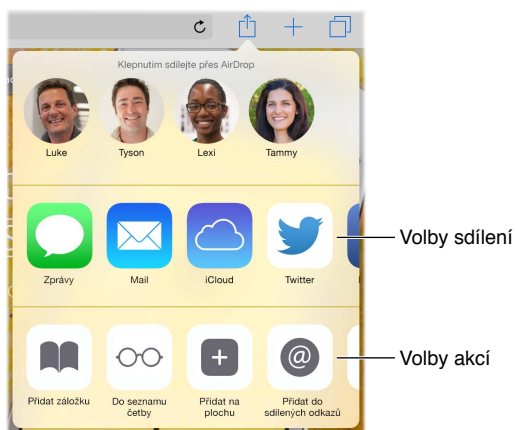 Klepnutím sdílejte přes AirDrop
Luke
Tyson
Lexi
Tammy
Volby sdílení
Zprávy
Mail
iCloud
Twitter
Volby akcí
Přidat záložku
Do seznamu
četby
Přidat na
plochu
Přidat do
sdílených odkazů